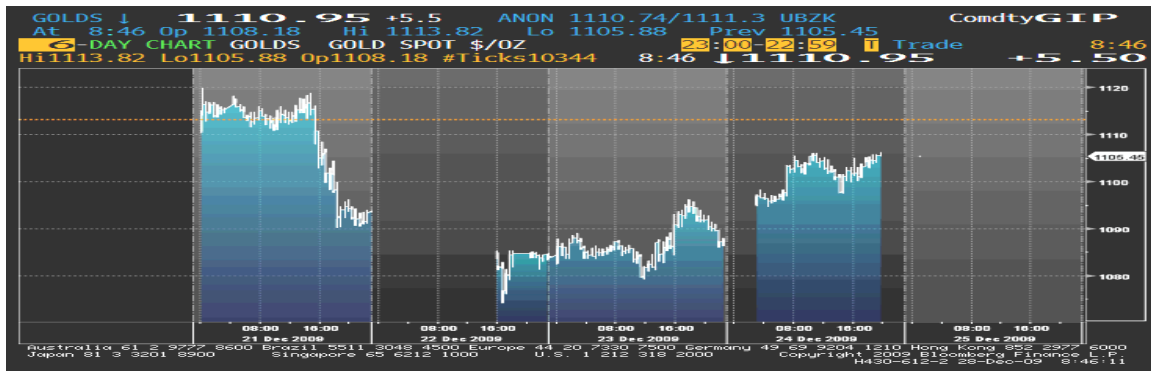 GOLDS ↓ 1110.95 +5.5 ANON 1110.74/1111.3 UBZK Comdty GIP
At 8:46 Op 1108.18 Hi 1113.82 Lo 1105.88 Prev 1105.45
6-DAY CHART GOLDS GOLD SPOT $/OZ 23:00-22:59 T Trade 8:46
Hi1113.82 Lo1105.88 Op1108.18 #Ticks10344 8:46 ↓1110.95 +5.50
1120
1110
1105.45
1100
1090
1080
08:00 16:00 08:00 16:00 08:00 16:00 08:00 16:00 08:00 16:00
21 Dec 2009 22 Dec 2009 23 Dec 2009 24 Dec 2009 25 Dec 2009
Australia 61 2 9777 8600 Brazil 5511 3048 4500 Europe 44 20 7330 7500 Germany 49 69 9204 1210 Hong Kong 852 2977 6000
Japan 81 3 3201 8900 Singapore 65 6212 1000 U.S. 1 212 318 2000 Copyright 2009 Bloomberg Finance L.P.
H430-612-2 28-Dec-09 8:46:11